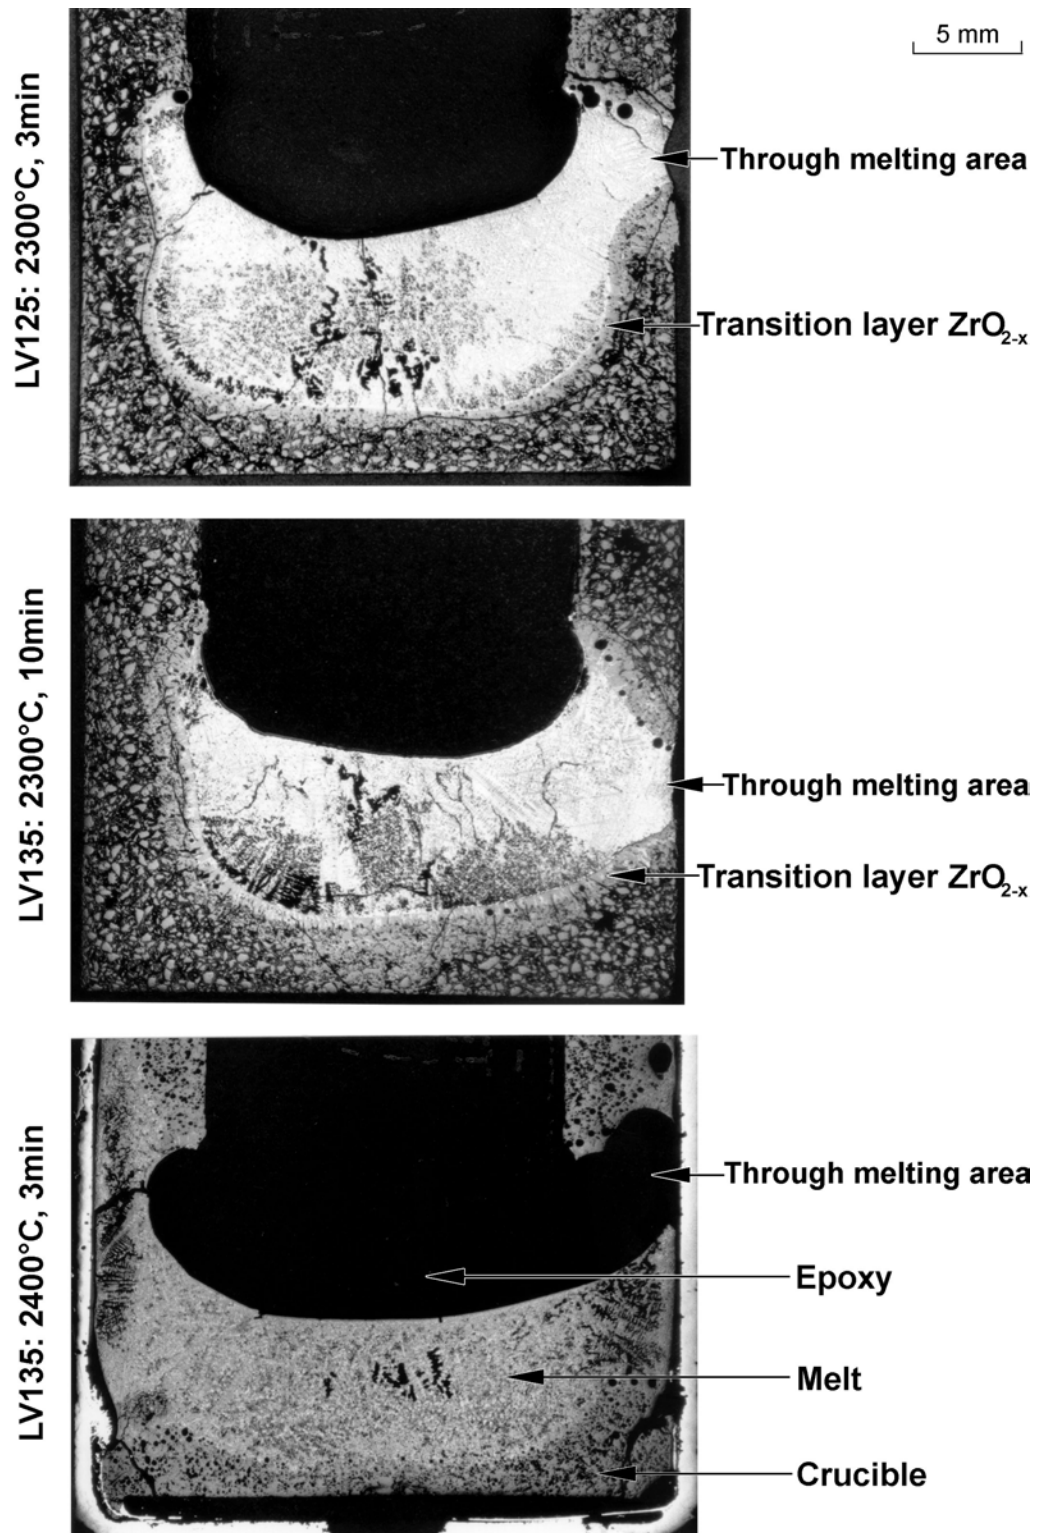 5 mm
LV125: 2300°C, 3min
Through melting area
Transition layer ZrO2-x
LV135: 2300°C, 10min
Through melting area
Transition layer ZrO2-x
LV135: 2400°C, 3min
Through melting area
Epoxy
Melt
Crucible